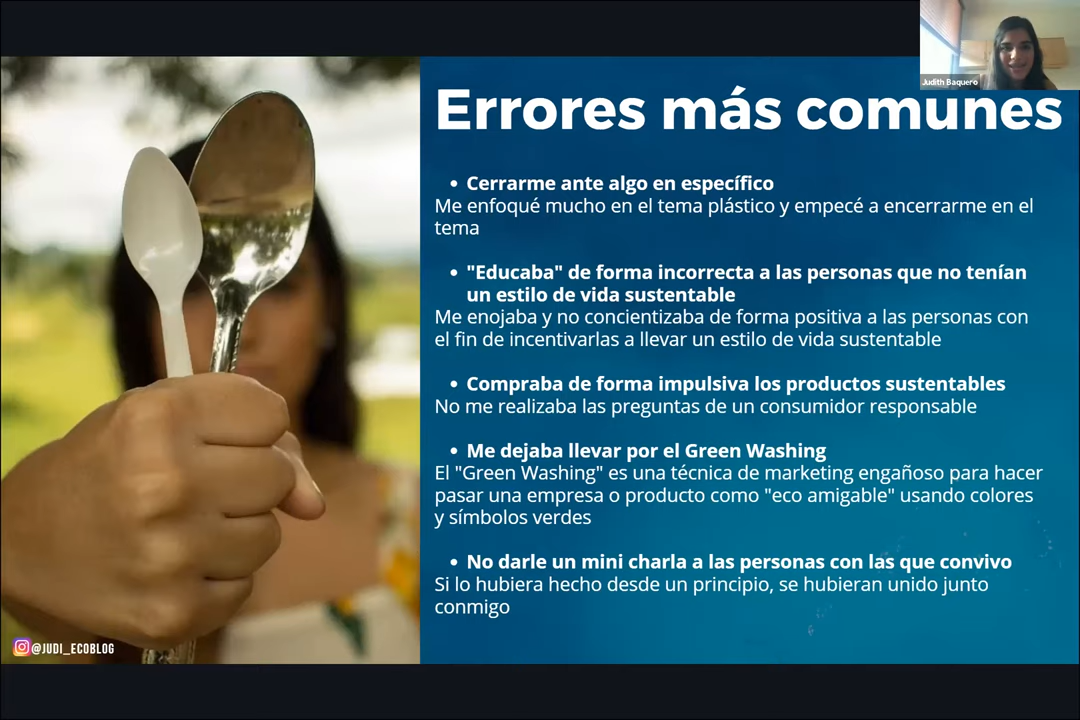 Judith Baquero
Errores más comunes
• Cerrarme ante algo en específico
Me enfoqué mucho en el tema plástico y empecé a encerrarme en el
tema
• "Educaba" de forma incorrecta a las personas que no tenían
un estilo de vida sustentable
Me enojaba y no concientizaba de forma positiva a las personas con
el fin de incentivarlas a llevar un estilo de vida sustentable
• Compraba de forma impulsiva los productos sustentables
No me realizaba las preguntas de un consumidor responsable
• Me dejaba llevar por el Green Washing
El "Green Washing" es una técnica de marketing engañoso para hacer
pasar una empresa o producto como "eco amigable" usando colores
y símbolos verdes
• No darle un mini charla a las personas con las que convivo
Si lo hubiera hecho desde un principio, se hubieran unido junto
conmigo
@JUDI_ECOBLOG